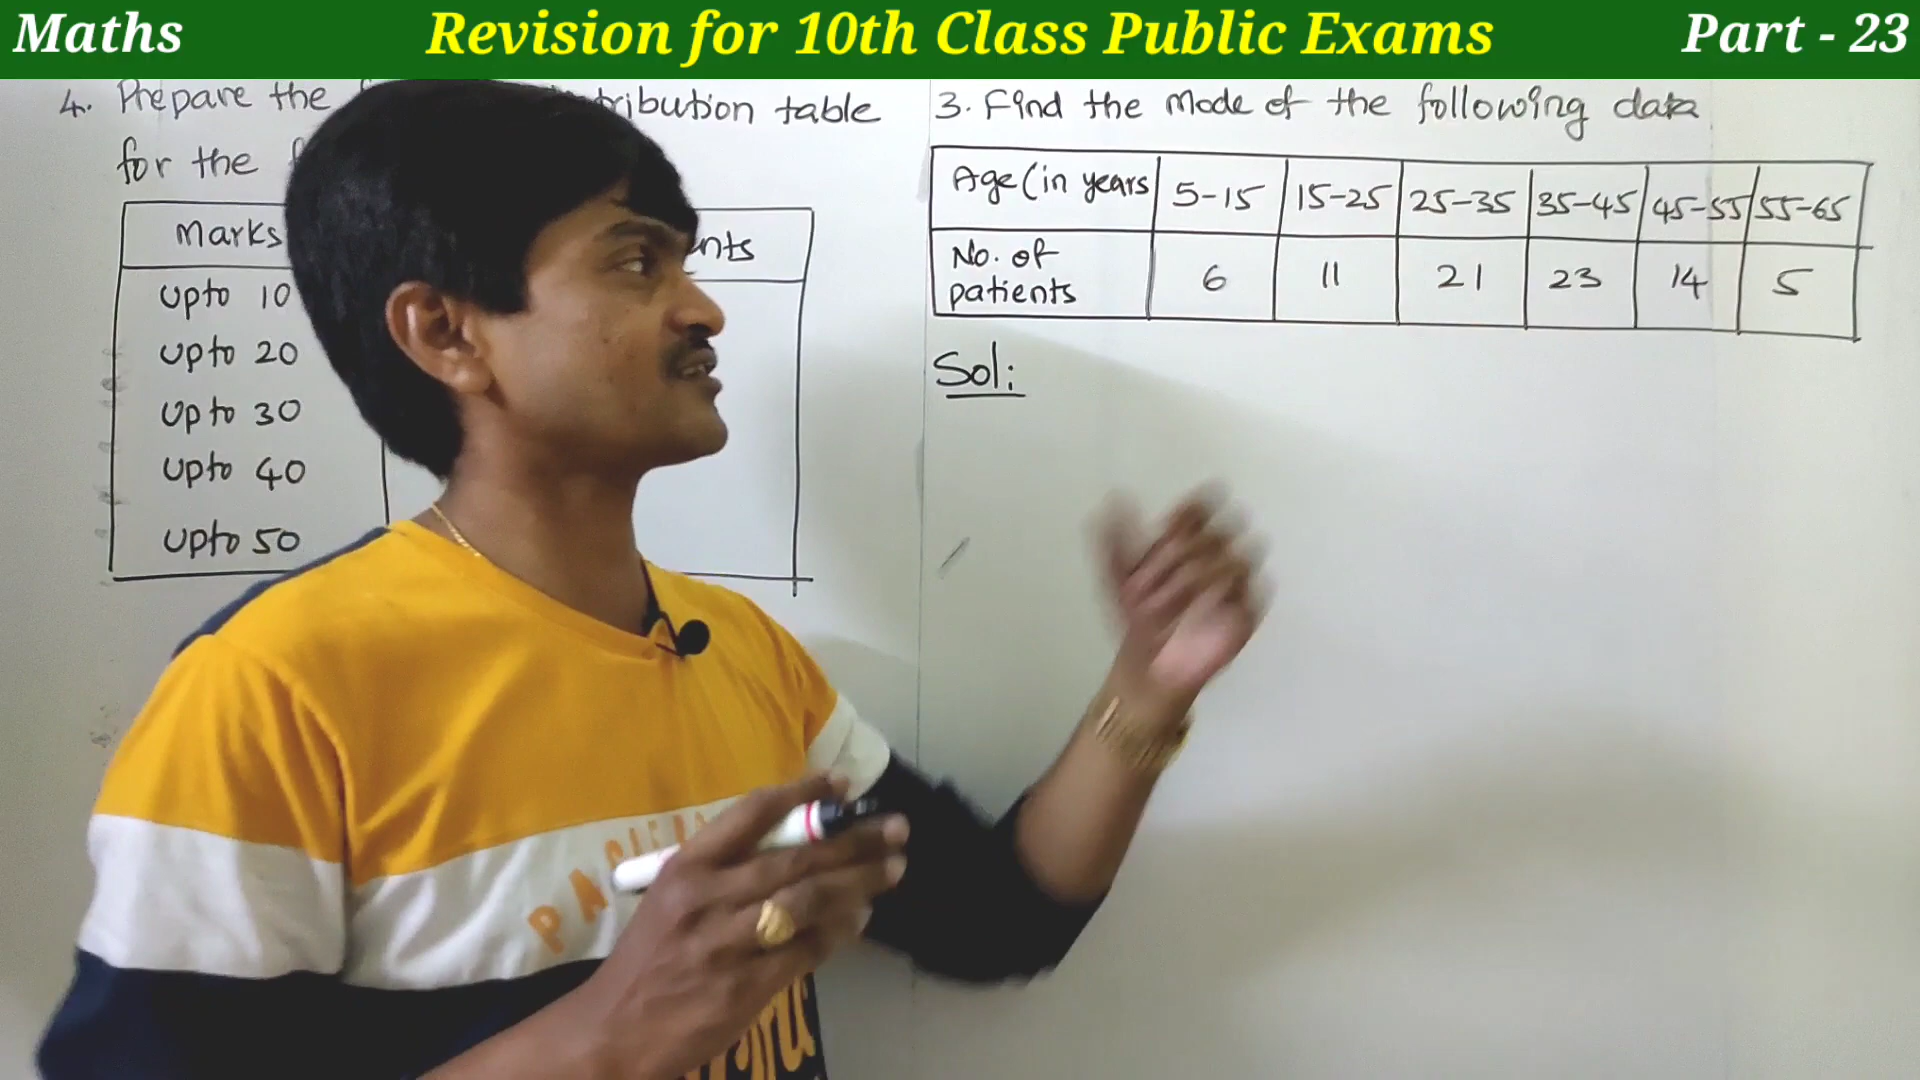 Maths Revision for 10th Class Public Exams Part - 23
4. Prepare the tribution table
for the
Marks nts
upto 10
upto 20
upto 30
upto 40
upto 50
3. Find the Mode of the following data
Age (in years 5-15 15-25 25-35 35-45 45-55 55-65
No. of
patients 6 11 21 23 14 5
Sol: